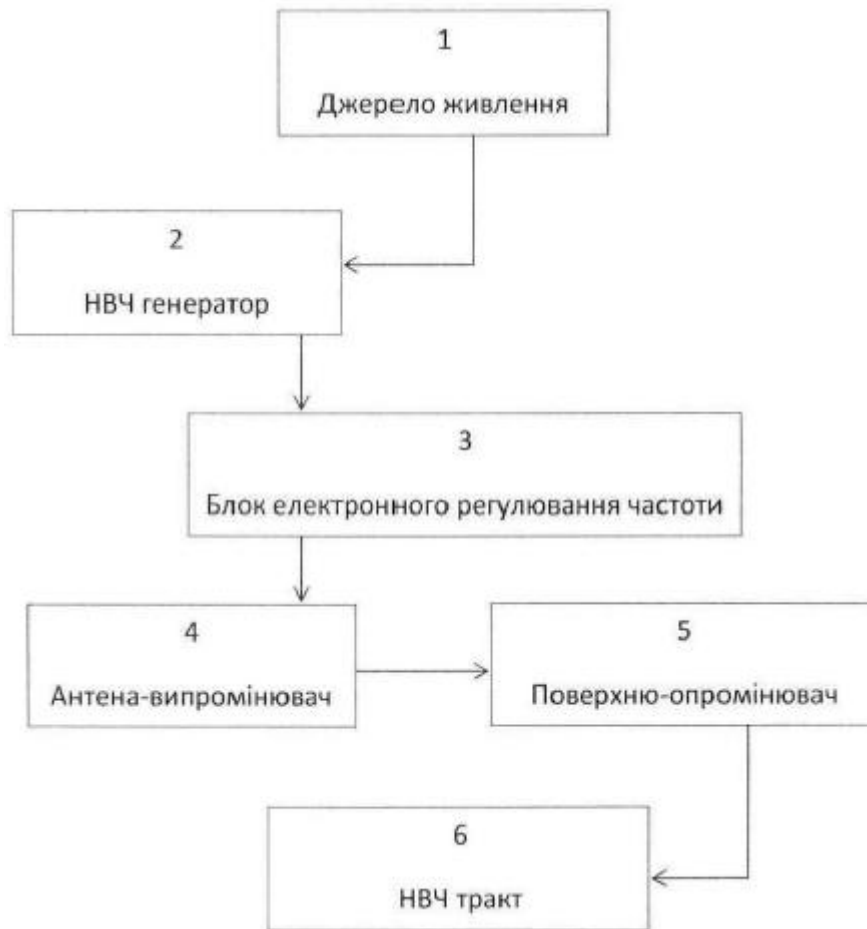 1
Джерело живлення
2
НВЧ генератор
3
Блок електронного регулювання частоти
4
Антена-випромінювач
5
Поверхню-опромінювач
6
НВЧ тракт